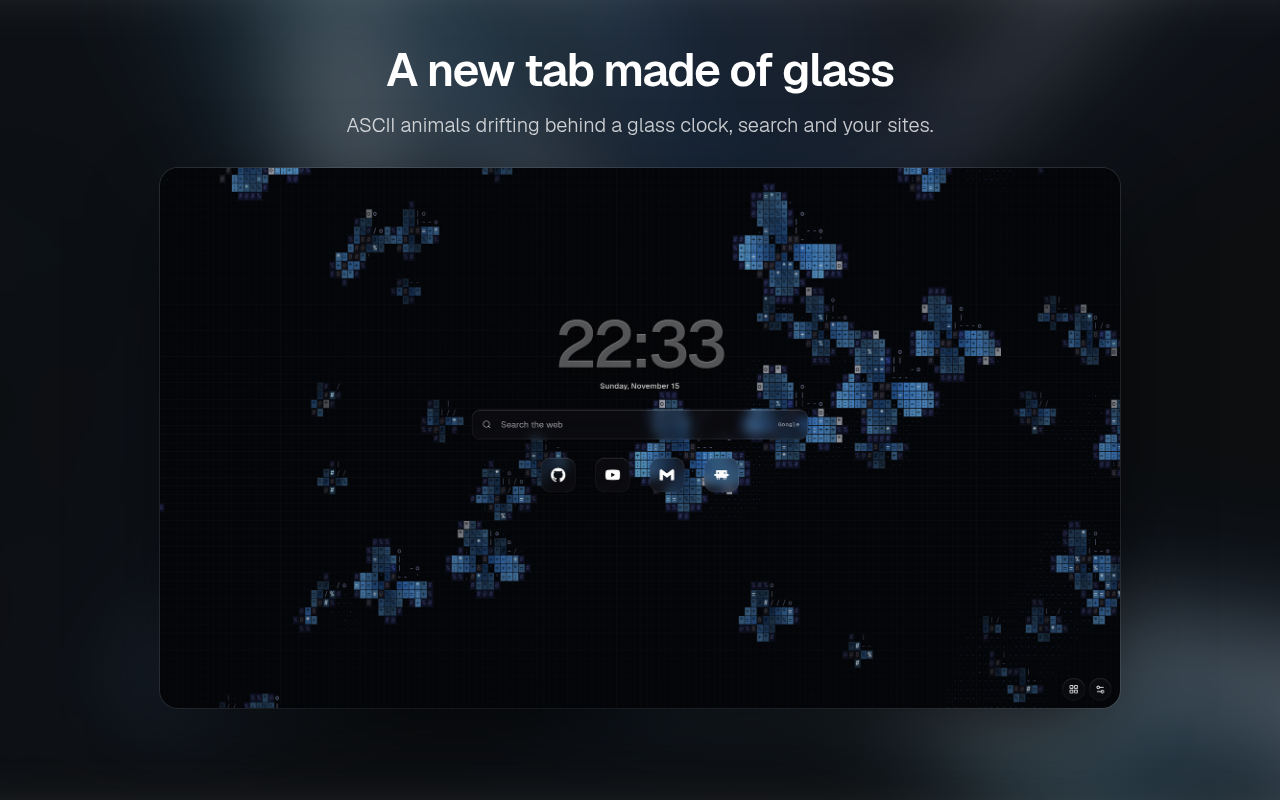 A new tab made of glass
ASCII animals drifting behind a glass clock, search and your sites.
22:33
Sunday, November 15
Search the web
Google